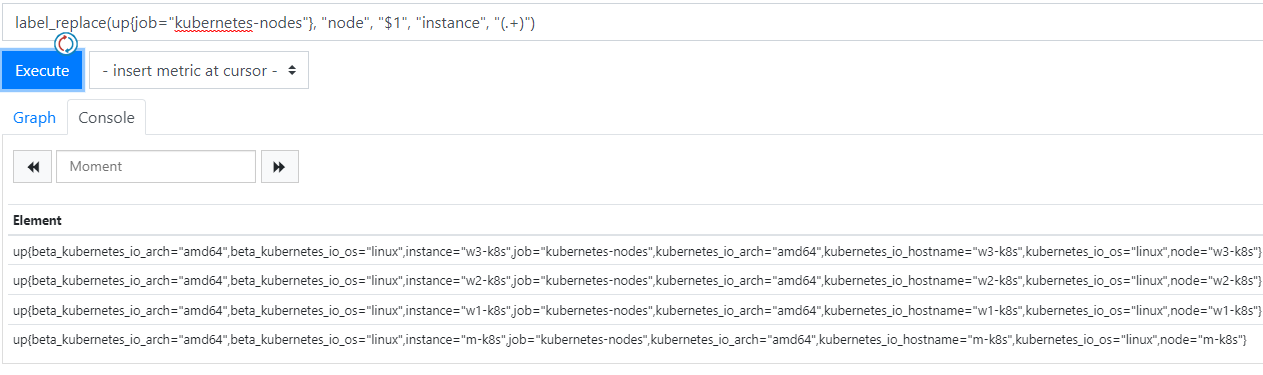 label_replace(up{job="kubernetes-nodes"}, "node", "$1", "instance", "(.+)")
Execute
- insert metric at cursor -
Graph
Console
Moment
Element
up{beta_kubernetes_io_arch="amd64",beta_kubernetes_io_os="linux",instance="w3-k8s",job="kubernetes-nodes",kubernetes_io_arch="amd64",kubernetes_io_hostname="w3-k8s",kubernetes_io_os="linux",node="w3-k8s"}
up{beta_kubernetes_io_arch="amd64",beta_kubernetes_io_os="linux",instance="w2-k8s",job="kubernetes-nodes",kubernetes_io_arch="amd64",kubernetes_io_hostname="w2-k8s",kubernetes_io_os="linux",node="w2-k8s"}
up{beta_kubernetes_io_arch="amd64",beta_kubernetes_io_os="linux",instance="w1-k8s",job="kubernetes-nodes",kubernetes_io_arch="amd64",kubernetes_io_hostname="w1-k8s",kubernetes_io_os="linux",node="w1-k8s"}
up{beta_kubernetes_io_arch="amd64",beta_kubernetes_io_os="linux",instance="m-k8s",job="kubernetes-nodes",kubernetes_io_arch="amd64",kubernetes_io_hostname="m-k8s",kubernetes_io_os="linux",node="m-k8s"}